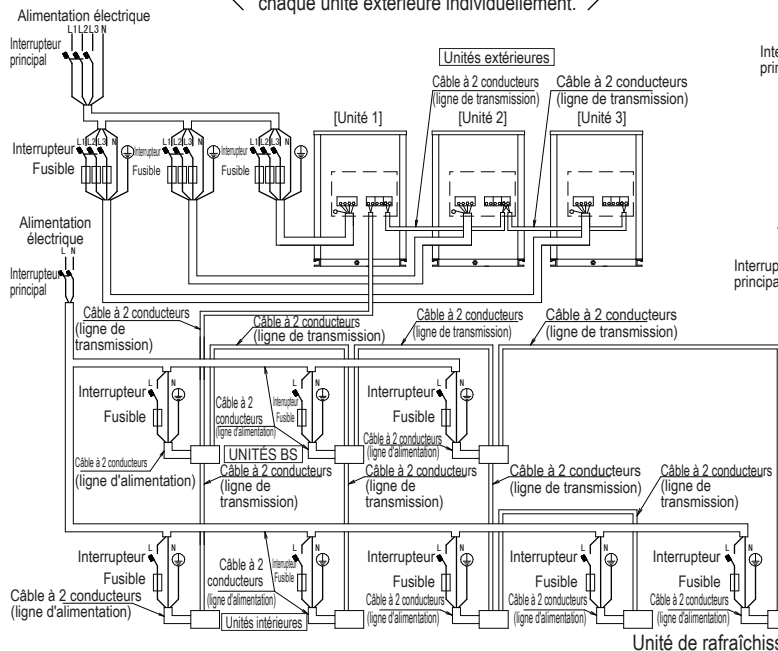 chaque unité extérieure individuellement.
Alimentation électrique
L1 L2 L3 N
Interrupteur
principal
Unités extérieures
Câble à 2 conducteurs
(ligne de transmission)
Câble à 2 conducteurs
(ligne de transmission)
[Unité 1]
[Unité 2]
[Unité 3]
L1 L2 L3 N
L1 L2 L3 N
L1 L2 L3 N
Interrupteur
Fusible
Interrupteur
Fusible
Interrupteur
Fusible
Alimentation
électrique
L N
Interrupteur
principal
Câble à 2 conducteurs
(ligne de
transmission)
Câble à 2 conducteurs
(ligne de transmission)
Câble à 2 conducteurs
(ligne de transmission)
Câble à 2 conducteurs
(ligne de transmission)
L N
L N
L N
Interrupteur
Fusible
Câble à 2
conducteurs
(ligne d'alimentation)
Interrupteur
Fusible
Interrupteur
Fusible
Câble à 2 conducteurs
(ligne d'alimentation)
UNITÉS BS
Câble à 2 conducteurs
(ligne d'alimentation)
Câble à 2 conducteurs
(ligne de
transmission)
Câble à 2 conducteurs
(ligne de
transmission)
Câble à 2 conducteurs
(ligne de transmission)
Câble à 2 conducteurs
(ligne de
transmission)
L N
L N
L N
L N
L N
Interrupteur
Fusible
Câble à 2 conducteurs
(ligne d'alimentation)
Câble à 2
conducteurs
(ligne d'alimentation)
Interrupteur
Fusible
Unités intérieures
Interrupteur
Fusible
Câble à 2 conducteurs
(ligne d'alimentation)
Interrupteur
Fusible
Câble à 2 conducteurs
(ligne d'alimentation)
Interrupteur
Fusible
Câble à 2 conducteurs
(ligne d'alimentation)
Unité de rafraîchiss
Inte
prin
Interrup
principa